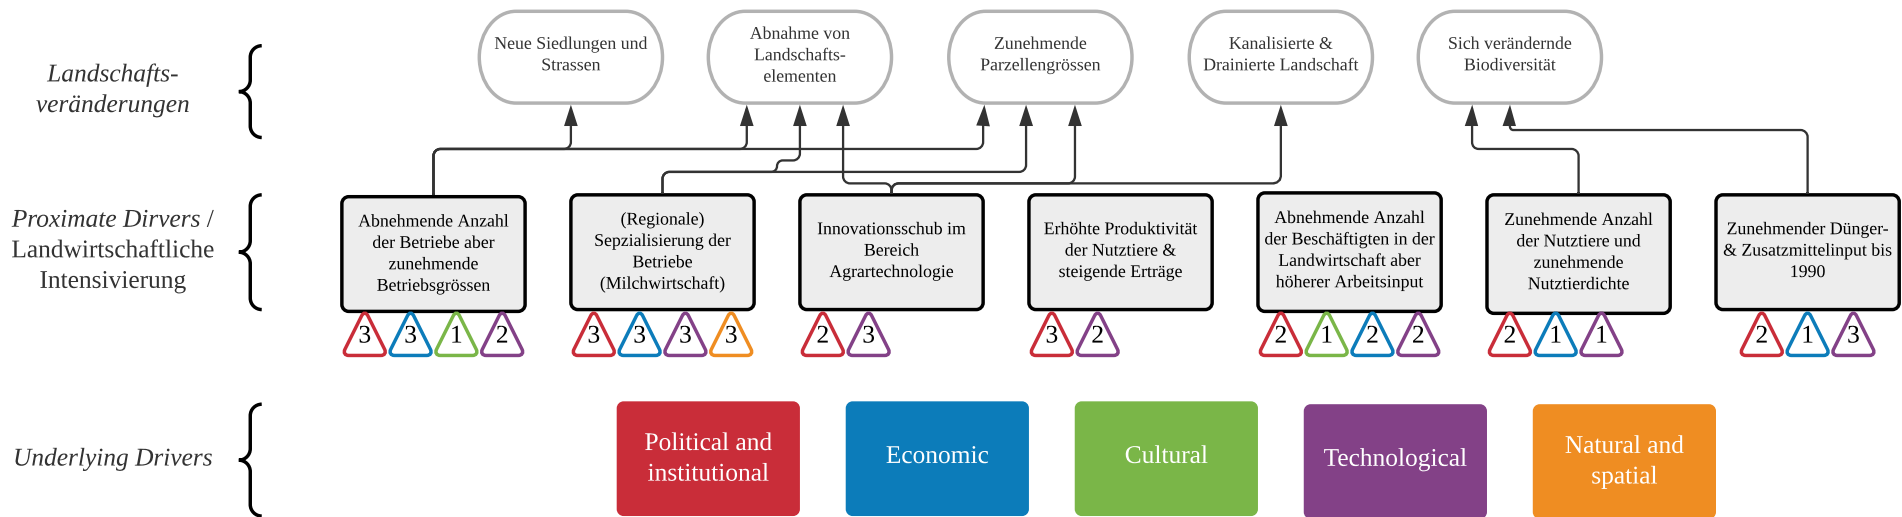 Landschafts-
veränderungen
Neue Siedlungen und
Strassen
Abnahme von
Landschafts-
elementen
Zunehmende
Parzellengrössen
Kanalisierte &
Drainierte Landschaft
Sich verändernde
Biodiversität
Proximate Dirvers /
Landwirtschaftliche
Intensivierung
Abnehmende Anzahl
der Betriebe aber
zunehmende
Betriebsgrössen
3 3 1 2
(Regionale)
Sepzialisierung der
Betriebe
(Milchwirtschaft)
3 3 3 3
Innovationsschub im
Bereich
Agrartechnologie
2 3
Erhöhte Produktivität
der Nutztiere &
steigende Erträge
3 2
Abnehmende Anzahl
der Beschäftigten in der
Landwirtschaft aber
höherer Arbeitsinput
2 1 2 2
Zunehmende Anzahl
der Nutztiere und
zunehmende
Nutztierdichte
2 1 1
Zunehmender Dünger-
& Zusatzmittelinput bis
1990
2 1 3
Underlying Drivers
Political and
institutional
Economic
Cultural
Technological
Natural and
spatial